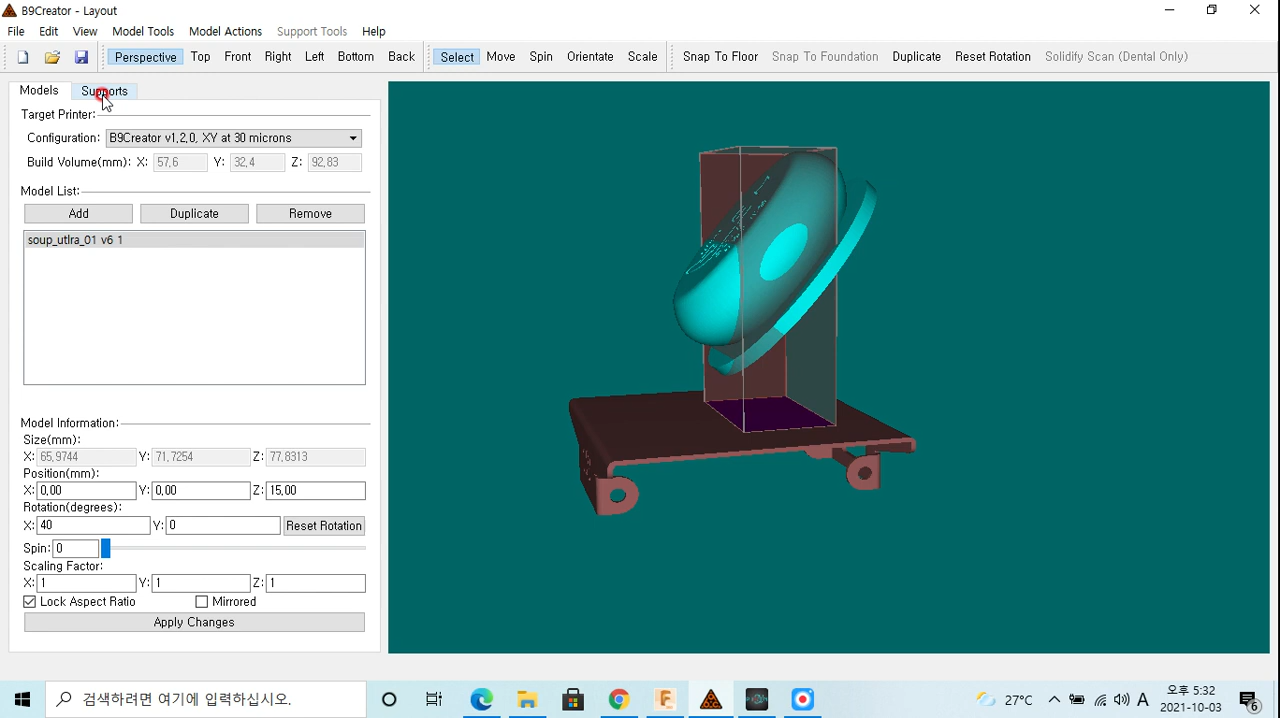 B9Creator - Layout
File Edit View Model Tools Model Actions Support Tools Help
Perspective Top Front Right Left Bottom Back Select Move Spin Orientate Scale Snap To Floor Snap To Foundation Duplicate Reset Rotation Solidify Scan (Dental Only)
Models Supports
Target Printer:
Configuration: B9Creator v1,2,0, XY at 30 microns
Build Volume(mm): X: 57,6 Y: 32,4 Z: 92,83
Model List:
Add Duplicate Remove
soup_utlra_01 v6 1
Model Information:
Size(mm):
X: 65,9744 Y: 71,7254 Z: 77,8313
Position(mm):
X: 0,00 Y: 0,00 Z: 15,00
Rotation(degrees):
X: 40 Y: 0 Reset Rotation
Spin: 0
Scaling Factor:
X: 1 Y: 1 Z: 1
Lock Aspect Ratio Mirrored
Apply Changes
검색하려면 여기에 입력하십시오.
27°C A 오후 5:32
2021-10-03 6